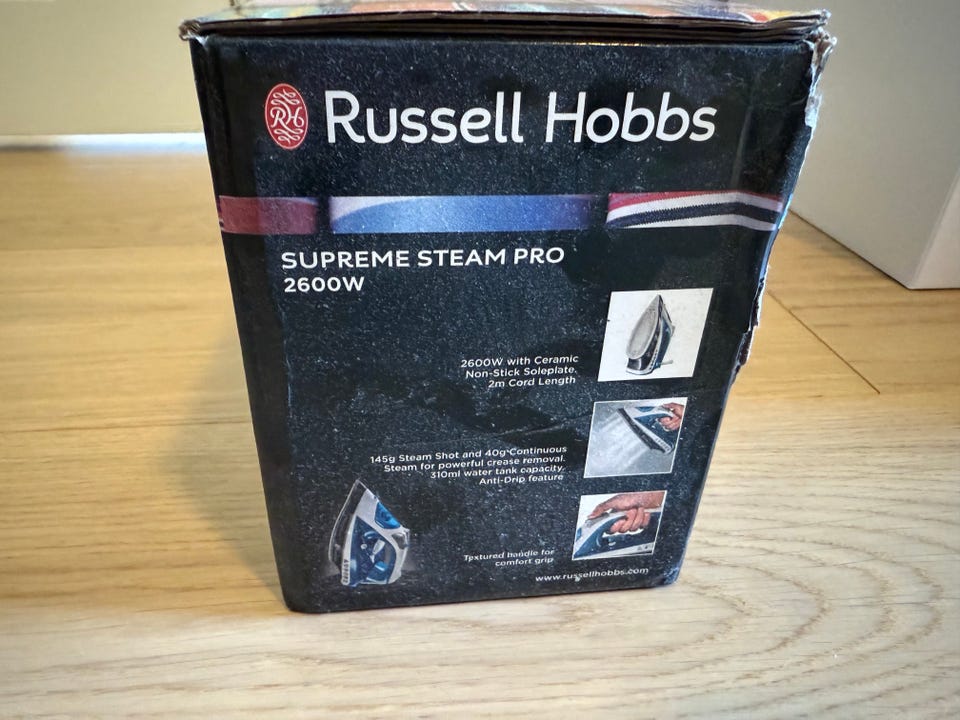 RH Russell Hobbs
SUPREME STEAM PRO
2600W
2600W with Ceramic
Non-Stick Soleplate.
2m Cord Length
145g Steam Shot and 40g Continuous
Steam for powerful crease removal.
310ml water tank capacity.
Anti-Drip feature
Textured handle for
comfort grip
www.russellhobbs.com